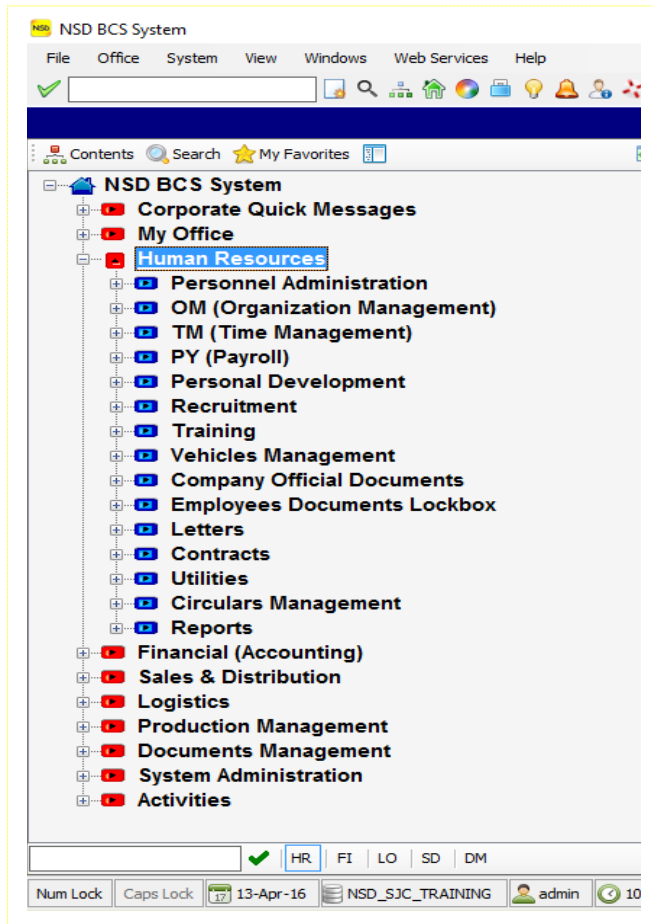 NSD NSD BCS System
File Office System View Windows Web Services Help
Contents Search My Favorites
NSD BCS System
Corporate Quick Messages
My Office
Human Resources
Personnel Administration
OM (Organization Management)
TM (Time Management)
PY (Payroll)
Personal Development
Recruitment
Training
Vehicles Management
Company Official Documents
Employees Documents Lockbox
Letters
Contracts
Utilities
Circulars Management
Reports
Financial (Accounting)
Sales & Distribution
Logistics
Production Management
Documents Management
System Administration
Activities
HR FI LO SD DM
Num Lock Caps Lock 17 13-Apr-16 NSD_SJC_TRAINING admin 10